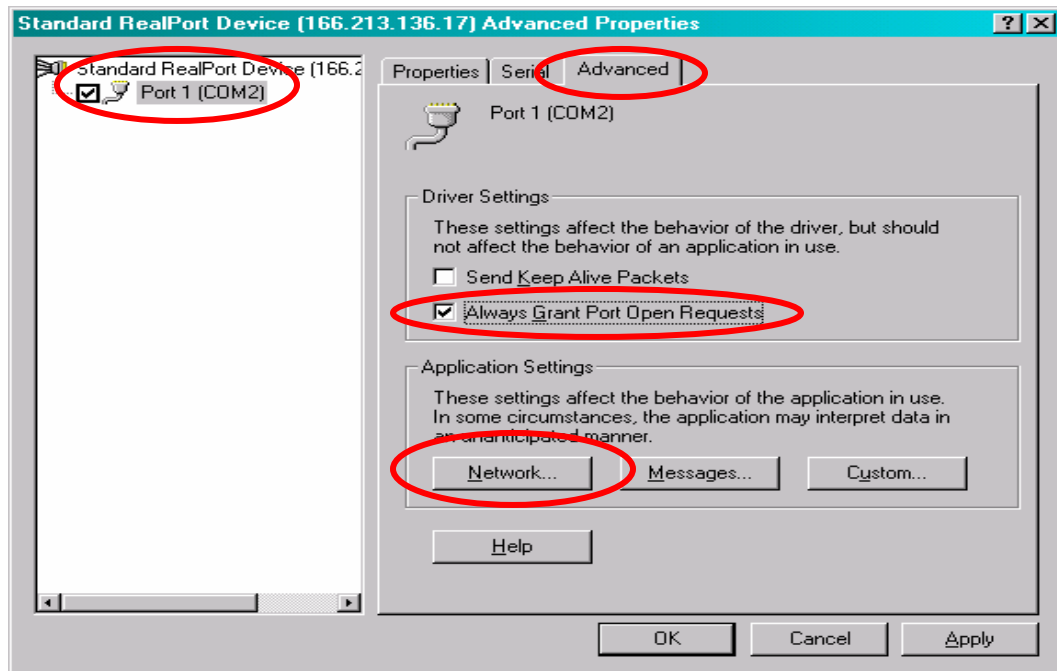 Standard RealPort Device (166.213.136.17) Advanced Properties
Standard RealPort Device (166.2
Port 1 (COM2)
Properties
Serial
Advanced
Port 1 (COM2)
Driver Settings
These settings affect the behavior of the driver, but should
not affect the behavior of an application in use.
Send Keep Alive Packets
Always Grant Port Open Requests
Application Settings
These settings affect the behavior of the application in use.
In some circumstances, the application may interpret data in
an unanticipated manner.
Network...
Messages...
Custom...
Help
OK
Cancel
Apply